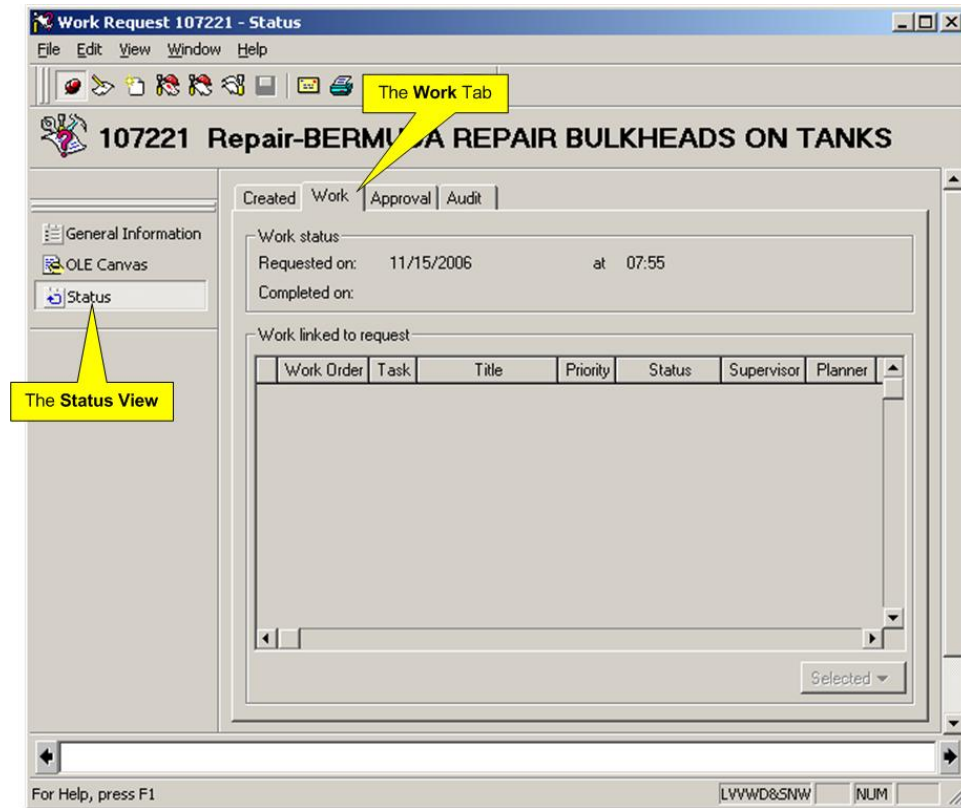 Work Request 107221 - Status
File Edit View Window Help
The Work Tab
107221 Repair-BERMUDA REPAIR BULKHEADS ON TANKS
Created Work Approval Audit
General Information
OLE Canvas
Status
The Status View
Work status
Requested on: 11/15/2006 at 07:55
Completed on:
Work linked to request
Work Order Task Title Priority Status Supervisor Planner
Selected
For Help, press F1 LVVWD&SNW NUM